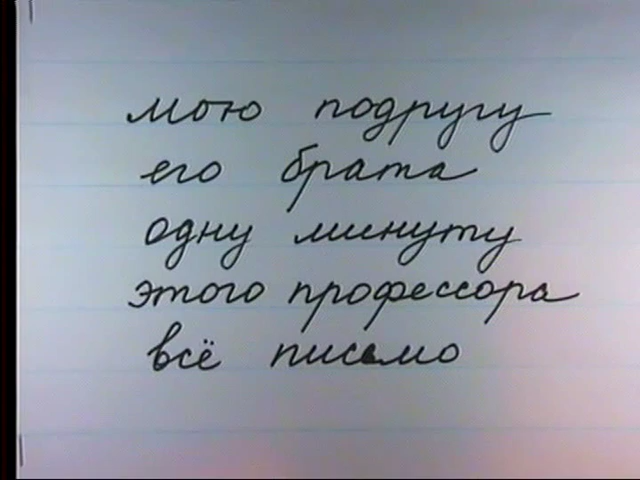 мою подругу
его брата
одну минуту
этого профессора
всё письмо